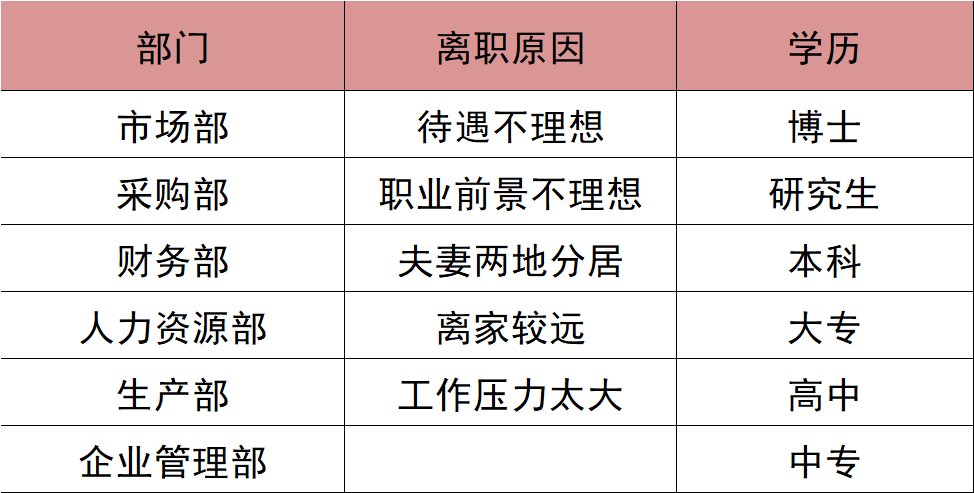 部门 离职原因 学历
市场部 待遇不理想 博士
采购部 职业前景不理想 研究生
财务部 夫妻两地分居 本科
人力资源部 离家较远 大专
生产部 工作压力太大 高中
企业管理部 中专